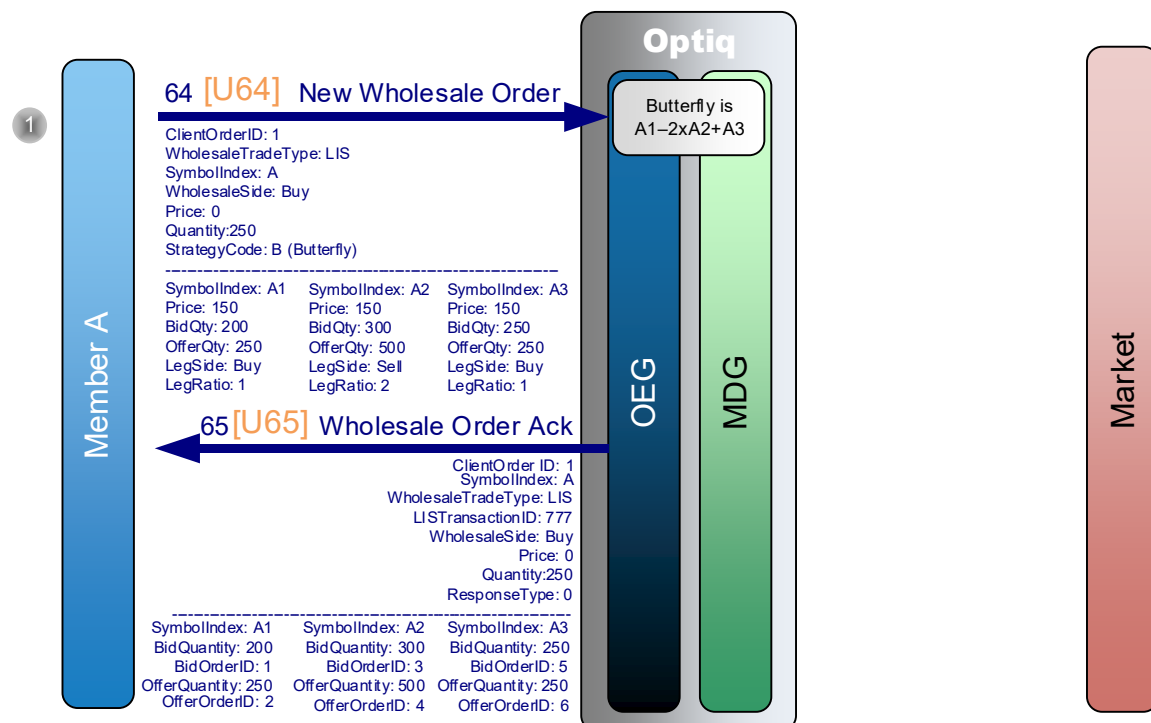 Optiq
64 [U64] New Wholesale Order
1
Butterfly is
A1–2xA2+A3
ClientOrderID: 1
WholesaleTradeType: LIS
SymbolIndex: A
WholesaleSide: Buy
Price: 0
Quantity:250
StrategyCode: B (Butterfly)
--------------------------------------------------------------
SymbolIndex: A1 SymbolIndex: A2 SymbolIndex: A3
Price: 150 Price: 150 Price: 150
BidQty: 200 BidQty: 300 BidQty: 250
OfferQty: 250 OfferQty: 500 OfferQty: 250
LegSide: Buy LegSide: Sell LegSide: Buy
LegRatio: 1 LegRatio: 2 LegRatio: 1
Member A
OEG
MDG
Market
65 [U65] Wholesale Order Ack
ClientOrder ID: 1
SymbolIndex: A
WholesaleTradeType: LIS
LISTransactionID: 777
WholesaleSide: Buy
Price: 0
Quantity:250
ResponseType: 0
--------------------------------------------------------------
SymbolIndex: A1 SymbolIndex: A2 SymbolIndex: A3
BidQuantity: 200 BidQuantity: 300 BidQuantity: 250
BidOrderID: 1 BidOrderID: 3 BidOrderID: 5
OfferQuantity: 250 OfferQuantity: 500 OfferQuantity: 250
OfferOrderID: 2 OfferOrderID: 4 OfferOrderID: 6